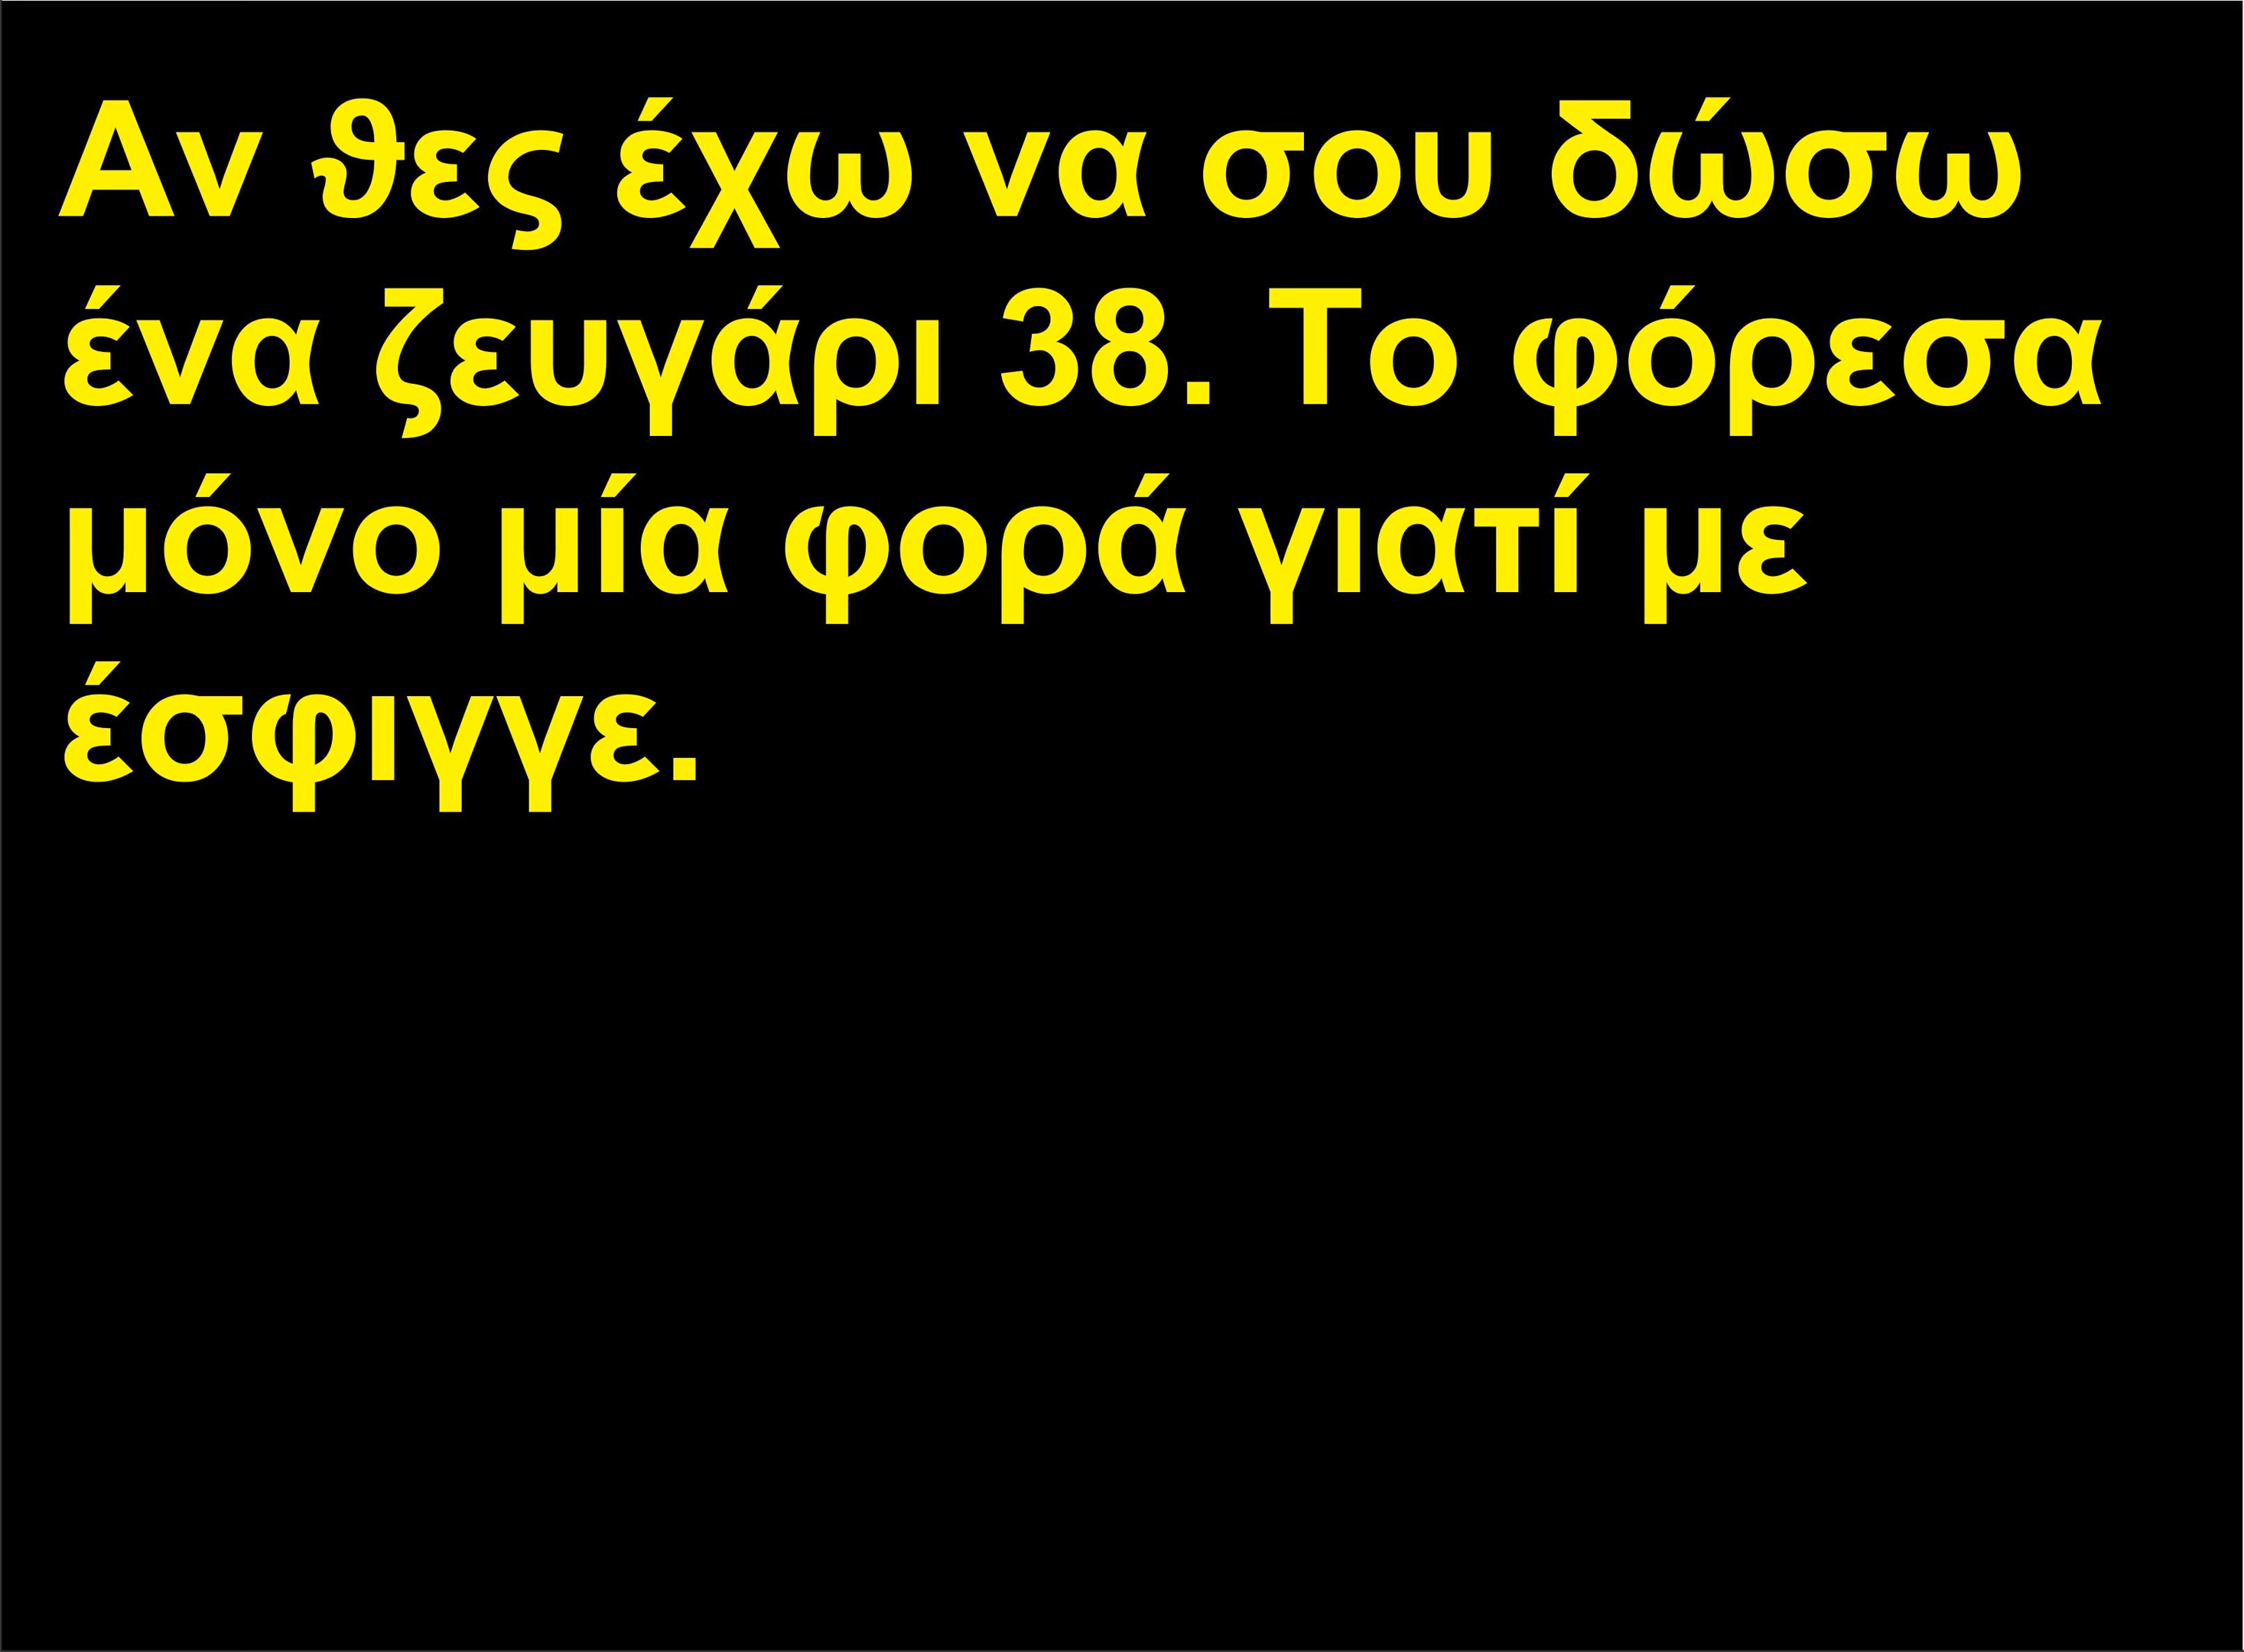 Αν ϑες έχω να σου δώσω
ένα ζευγάρι 38. Το φόρεσα
μόνο μία φορά γιατί με
έσφιγγε.